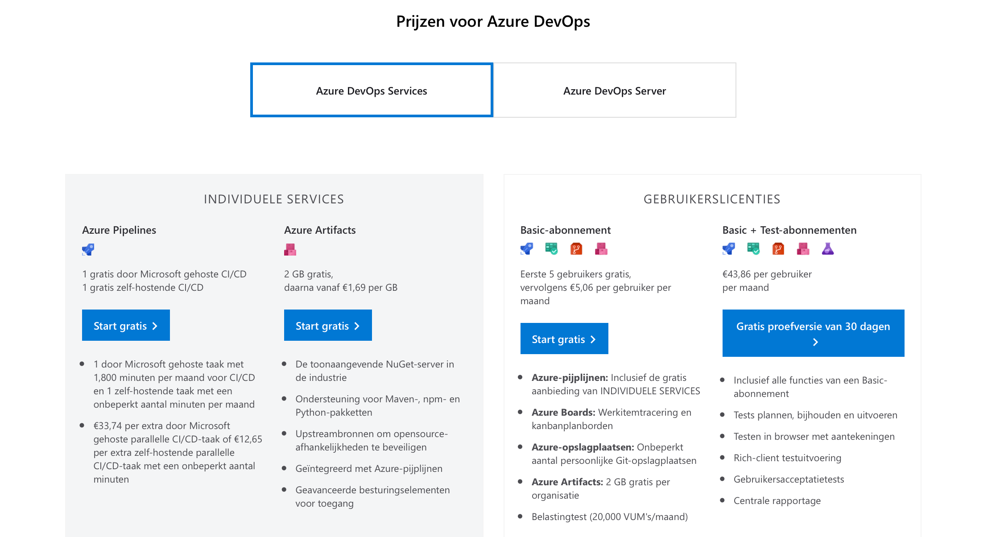 Prijzen voor Azure DevOps
Azure DevOps Services
Azure DevOps Server
INDIVIDUELE SERVICES
Azure Pipelines
1 gratis door Microsoft gehoste CI/CD
1 gratis zelf-hostende CI/CD
Start gratis
1 door Microsoft gehoste taak met
1,800 minuten per maand voor CI/CD
en 1 zelf-hostende taak met een
onbeperkt aantal minuten per maand
€33,74 per extra door Microsoft
gehoste parallelle CI/CD-taak of €12,65
per extra zelf-hostende parallelle
CI/CD-taak met een onbeperkt aantal
minuten
Azure Artifacts
2 GB gratis,
daarna vanaf €1,69 per GB
Start gratis
De toonaangevende NuGet-server in
de industrie
Ondersteuning voor Maven-, npm- en
Python-pakketten
Upstreambronnen om opensource-
afhankelijkheden te beveiligen
Geïntegreerd met Azure-pijplijnen
Geavanceerde besturingselementen
voor toegang
GEBRUIKERSLICENTIES
Basic-abonnement
Eerste 5 gebruikers gratis,
vervolgens €5,06 per gebruiker per
maand
Start gratis
Azure-pijplijnen: Inclusief de gratis
aanbieding van INDIVIDUELE SERVICES
Azure Boards: Werkitemtracering en
kanbanplanborden
Azure-opslagplaatsen: Onbeperkt
aantal persoonlijke Git-opslagplaatsen
Azure Artifacts: 2 GB gratis per
organisatie
Belastingtest (20,000 VUM's/maand)
Basic + Test-abonnementen
€43,86 per gebruiker
per maand
Gratis proefversie van 30 dagen
Inclusief alle functies van een Basic-
abonnement
Tests plannen, bijhouden en uitvoeren
Testen in browser met aantekeningen
Rich-client testuitvoering
Gebruikersacceptatietests
Centrale rapportage